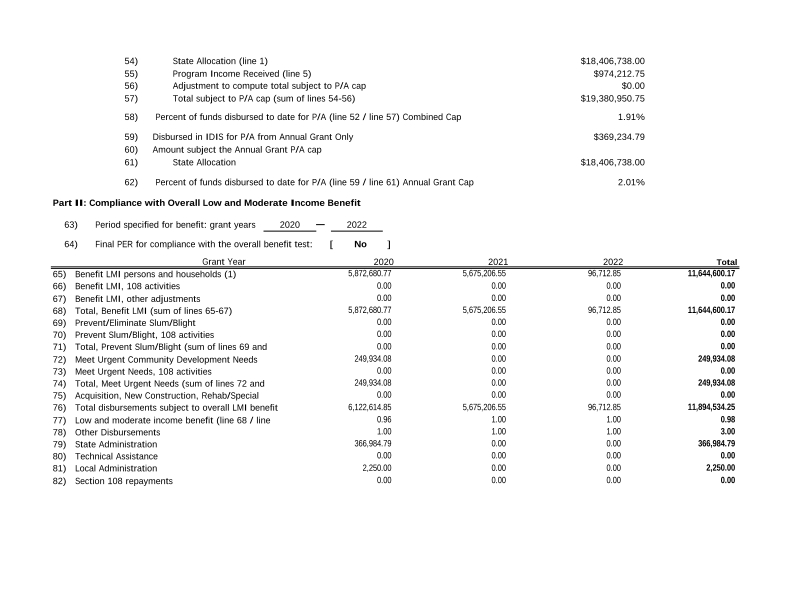 54) State Allocation (line 1) $18,406,738.00
55) Program Income Received (line 5) $974,212.75
56) Adjustment to compute total subject to P/A cap $0.00
57) Total subject to P/A cap (sum of lines 54-56) $19,380,950.75
58) Percent of funds disbursed to date for P/A (line 52 / line 57) Combined Cap 1.91%
59) Disbursed in IDIS for P/A from Annual Grant Only $369,234.79
60) Amount subject the Annual Grant P/A cap
61) State Allocation $18,406,738.00
62) Percent of funds disbursed to date for P/A (line 59 / line 61) Annual Grant Cap 2.01%
Part II: Compliance with Overall Low and Moderate Income Benefit
63) Period specified for benefit: grant years 2020 — 2022
64) Final PER for compliance with the overall benefit test: [ No ]
Grant Year 2020 2021 2022 Total
65) Benefit LMI persons and households (1) 5,872,680.77 5,675,206.55 96,712.85 11,644,600.17
66) Benefit LMI, 108 activities 0.00 0.00 0.00 0.00
67) Benefit LMI, other adjustments 0.00 0.00 0.00 0.00
68) Total, Benefit LMI (sum of lines 65-67) 5,872,680.77 5,675,206.55 96,712.85 11,644,600.17
69) Prevent/Eliminate Slum/Blight 0.00 0.00 0.00 0.00
70) Prevent Slum/Blight, 108 activities 0.00 0.00 0.00 0.00
71) Total, Prevent Slum/Blight (sum of lines 69 and 0.00 0.00 0.00 0.00
72) Meet Urgent Community Development Needs 249,934.08 0.00 0.00 249,934.08
73) Meet Urgent Needs, 108 activities 0.00 0.00 0.00 0.00
74) Total, Meet Urgent Needs (sum of lines 72 and 249,934.08 0.00 0.00 249,934.08
75) Acquisition, New Construction, Rehab/Special 0.00 0.00 0.00 0.00
76) Total disbursements subject to overall LMI benefit 6,122,614.85 5,675,206.55 96,712.85 11,894,534.25
77) Low and moderate income benefit (line 68 / line 0.96 1.00 1.00 0.98
78) Other Disbursements 1.00 1.00 1.00 3.00
79) State Administration 366,984.79 0.00 0.00 366,984.79
80) Technical Assistance 0.00 0.00 0.00 0.00
81) Local Administration 2,250.00 0.00 0.00 2,250.00
82) Section 108 repayments 0.00 0.00 0.00 0.00